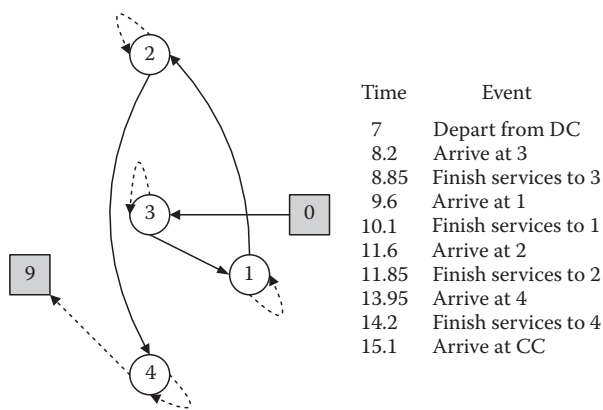 2
3
0
1
9
4
Time Event
7 Depart from DC
8.2 Arrive at 3
8.85 Finish services to 3
9.6 Arrive at 1
10.1 Finish services to 1
11.6 Arrive at 2
11.85 Finish services to 2
13.95 Arrive at 4
14.2 Finish services to 4
15.1 Arrive at CC